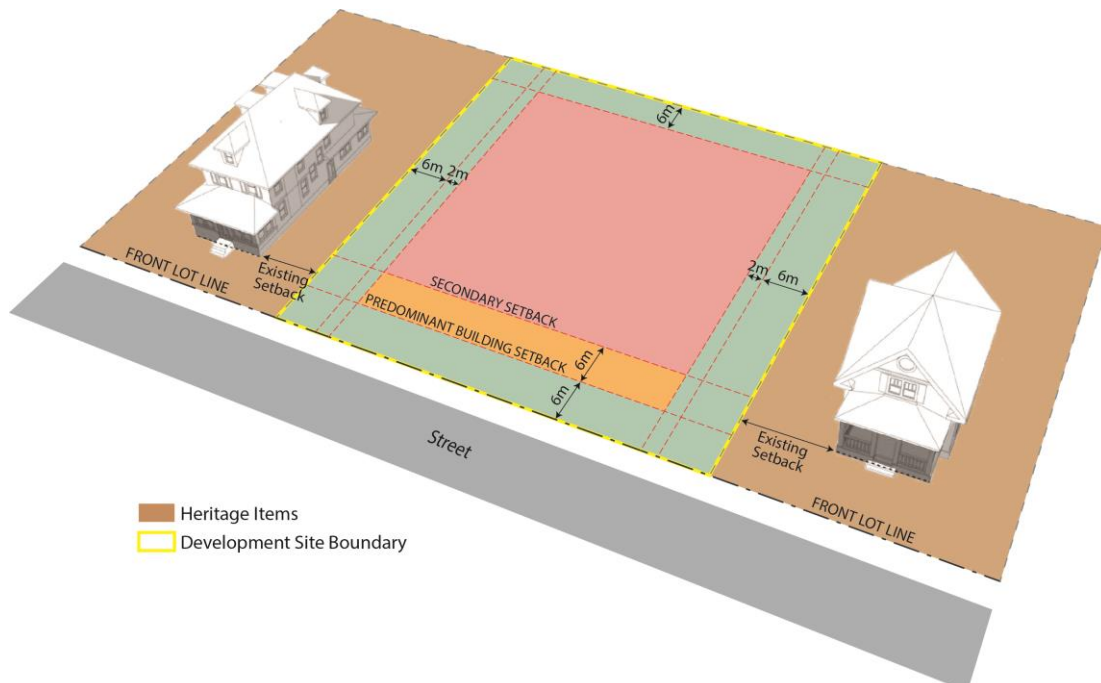 6m
6m
2m
FRONT LOT LINE
Existing
Setback
SECONDARY SETBACK
PREDOMINANT BUILDING SETBACK
2m
6m
6m
6m
Existing
Setback
FRONT LOT LINE
Street
Heritage Items
Development Site Boundary